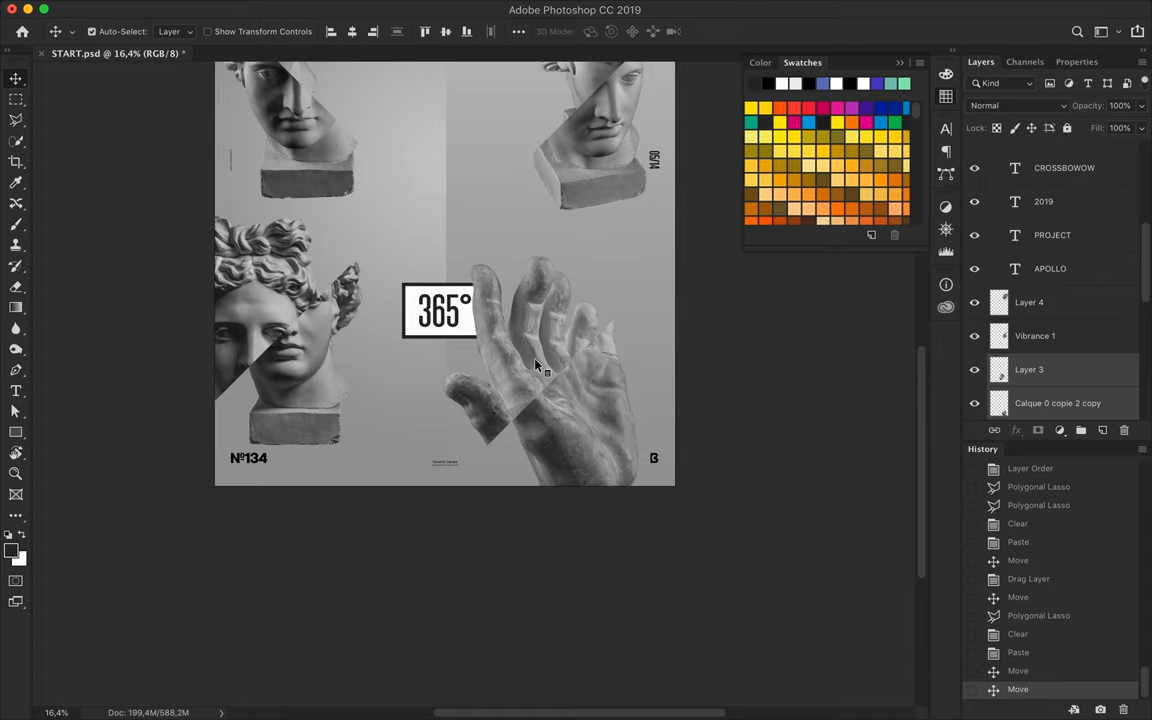 Adobe Photoshop CC 2019
Auto-Select:
Layer
Show Transform Controls
3D Mode:
START.psd @ 16,4% (RGB/8) *
Color
Swatches
Layers
Channels
Properties
Kind
Normal
Opacity:
100%
Lock:
Fill:
100%
CROSSBOWOW
2019
PROJECT
APOLLO
Layer 4
Vibrance 1
Layer 3
Calque 0 copie 2 copy
History
Layer Order
Polygonal Lasso
Polygonal Lasso
Clear
Paste
Move
Drag Layer
Move
Polygonal Lasso
Clear
Paste
Move
Move
05/14
365°
Nº134
B
16,4%
Doc: 199,4M/588,2M